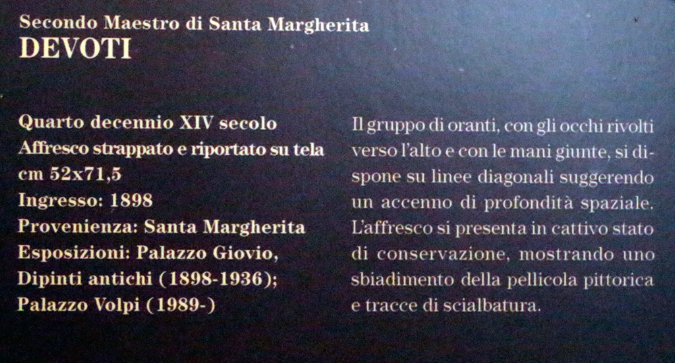 Secondo Maestro di Santa Margherita
DEVOTI
Quarto decennio XIV secolo
Affresco strappato e riportato su tela
cm 52x71,5
Ingresso: 1898
Provenienza: Santa Margherita
Esposizioni: Palazzo Giovio,
Dipinti antichi (1898-1936);
Palazzo Volpi (1989-)
Il gruppo di oranti, con gli occhi rivolti
verso l'alto e con le mani giunte, si di-
spone su linee diagonali suggerendo
un accenno di profondità spaziale.
L'affresco si presenta in cattivo stato
di conservazione, mostrando uno
sbiadimento della pellicola pittorica
e tracce di scialbatura.